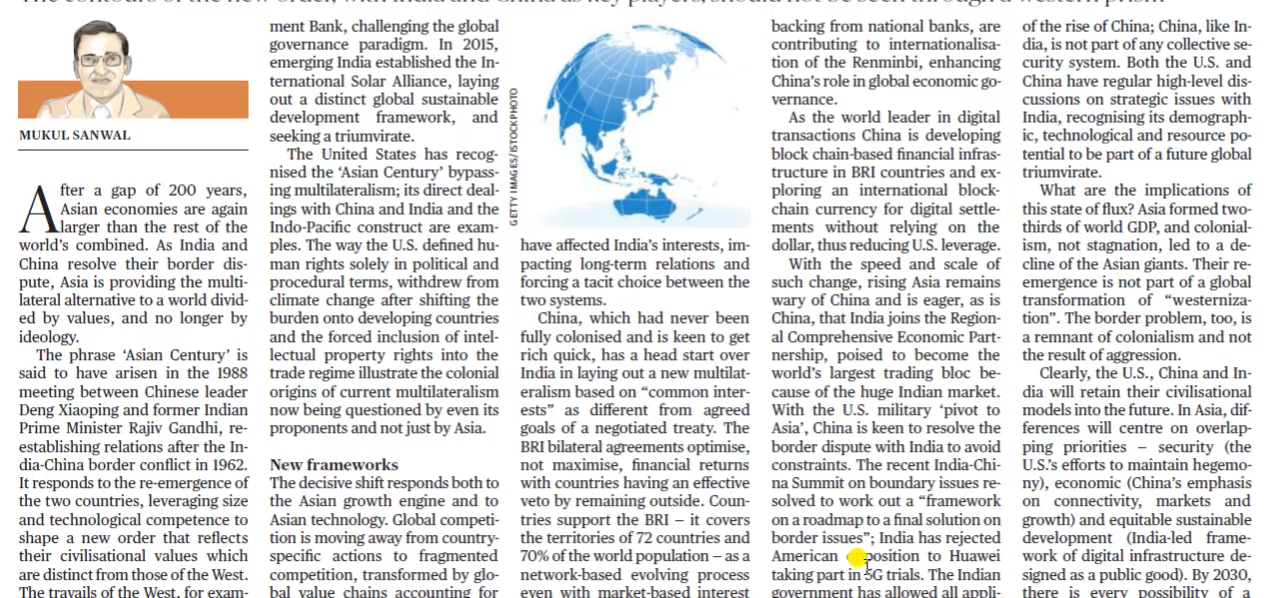 The contours of the new order, with India and China as key players, should not be seen through a western prism
MUKUL SANWAL
After a gap of 200 years,
Asian economies are again
larger than the rest of the
world's combined. As India and
China resolve their border dis-
pute, Asia is providing the multi-
lateral alternative to a world divid-
ed by values, and no longer by
ideology.
The phrase 'Asian Century' is
said to have arisen in the 1988
meeting between Chinese leader
Deng Xiaoping and former Indian
Prime Minister Rajiv Gandhi, re-
establishing relations after the In-
dia-China border conflict in 1962.
It responds to the re-emergence of
the two countries, leveraging size
and technological competence to
shape a new order that reflects
their civilisational values which
are distinct from those of the West.
The travails of the West, for exam-
ment Bank, challenging the global
governance paradigm. In 2015,
emerging India established the In-
ternational Solar Alliance, laying
out a distinct global sustainable
development framework, and
seeking a triumvirate.
The United States has recog-
nised the 'Asian Century' bypass-
ing multilateralism; its direct deal-
ings with China and India and the
Indo-Pacific construct are exam-
ples. The way the U.S. defined hu-
man rights solely in political and
procedural terms, withdrew from
climate change after shifting the
burden onto developing countries
and the forced inclusion of intel-
lectual property rights into the
trade regime illustrate the colonial
origins of current multilateralism
now being questioned by even its
proponents and not just by Asia.
New frameworks
The decisive shift responds both to
the Asian growth engine and to
Asian technology. Global competi-
tion is moving away from country-
specific actions to fragmented
competition, transformed by glo-
bal value chains accounting for
GETTY IMAGES/ISTOCKPHOTO
have affected India's interests, im-
pacting long-term relations and
forcing a tacit choice between the
two systems.
China, which had never been
fully colonised and is keen to get
rich quick, has a head start over
India in laying out a new multilat-
eralism based on "common inter-
ests" as different from agreed
goals of a negotiated treaty. The
BRI bilateral agreements optimise,
not maximise, financial returns
with countries having an effective
veto by remaining outside. Coun-
tries support the BRI – it covers
the territories of 72 countries and
70% of the world population – as a
network-based evolving process
even with market-based interest
backing from national banks, are
contributing to internationalisa-
tion of the Renminbi, enhancing
China's role in global economic go-
vernance.
As the world leader in digital
transactions China is developing
block chain-based financial infras-
tructure in BRI countries and ex-
ploring an international block-
chain currency for digital settle-
ments without relying on the
dollar, thus reducing U.S. leverage.
With the speed and scale of
such change, rising Asia remains
wary of China and is eager, as is
China, that India joins the Region-
al Comprehensive Economic Part-
nership, poised to become the
world's largest trading bloc be-
cause of the huge Indian market.
With the U.S. military 'pivot to
Asia', China is keen to resolve the
border dispute with India to avoid
constraints. The recent India-Chi-
na Summit on boundary issues re-
solved to work out a "framework
on a roadmap to a final solution on
border issues"; India has rejected
American opposition to Huawei
taking part in 5G trials. The Indian
government has allowed all appli-
of the rise of China; China, like In-
dia, is not part of any collective se-
curity system. Both the U.S. and
China have regular high-level dis-
cussions on strategic issues with
India, recognising its demograph-
ic, technological and resource po-
tential to be part of a future global
triumvirate.
What are the implications of
this state of flux? Asia formed two-
thirds of world GDP, and colonial-
ism, not stagnation, led to a de-
cline of the Asian giants. Their re-
emergence is not part of a global
transformation of "westerniza-
tion". The border problem, too, is
a remnant of colonialism and not
the result of aggression.
Clearly, the U.S., China and In-
dia will retain their civilisational
models into the future. In Asia, dif-
ferences will centre on overlap-
ping priorities – security (the
U.S.'s efforts to maintain hegemo-
ny), economic (China's emphasis
on connectivity, markets and
growth) and equitable sustainable
development (India-led frame-
work of digital infrastructure de-
signed as a public good). By 2030,
there is every possibility of a